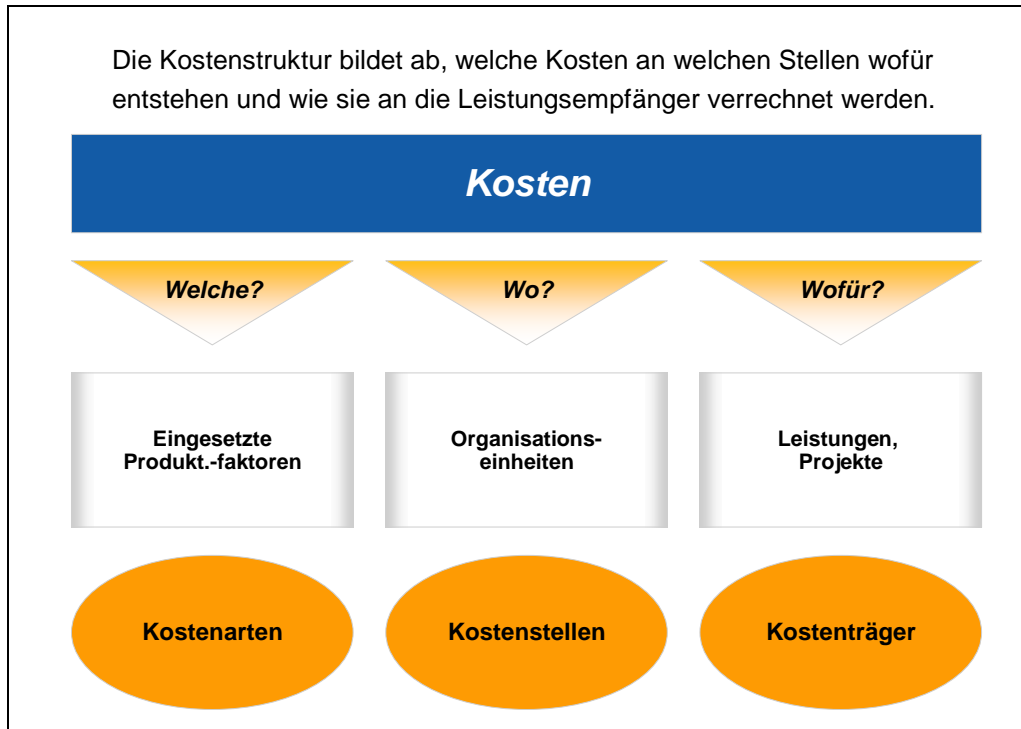 Die Kostenstruktur bildet ab, welche Kosten an welchen Stellen wofür
entstehen und wie sie an die Leistungsempfänger verrechnet werden.
Kosten
Welche?
Wo?
Wofür?
Eingesetzte
Produkt.-faktoren
Organisations-
einheiten
Leistungen,
Projekte
Kostenarten
Kostenstellen
Kostenträger